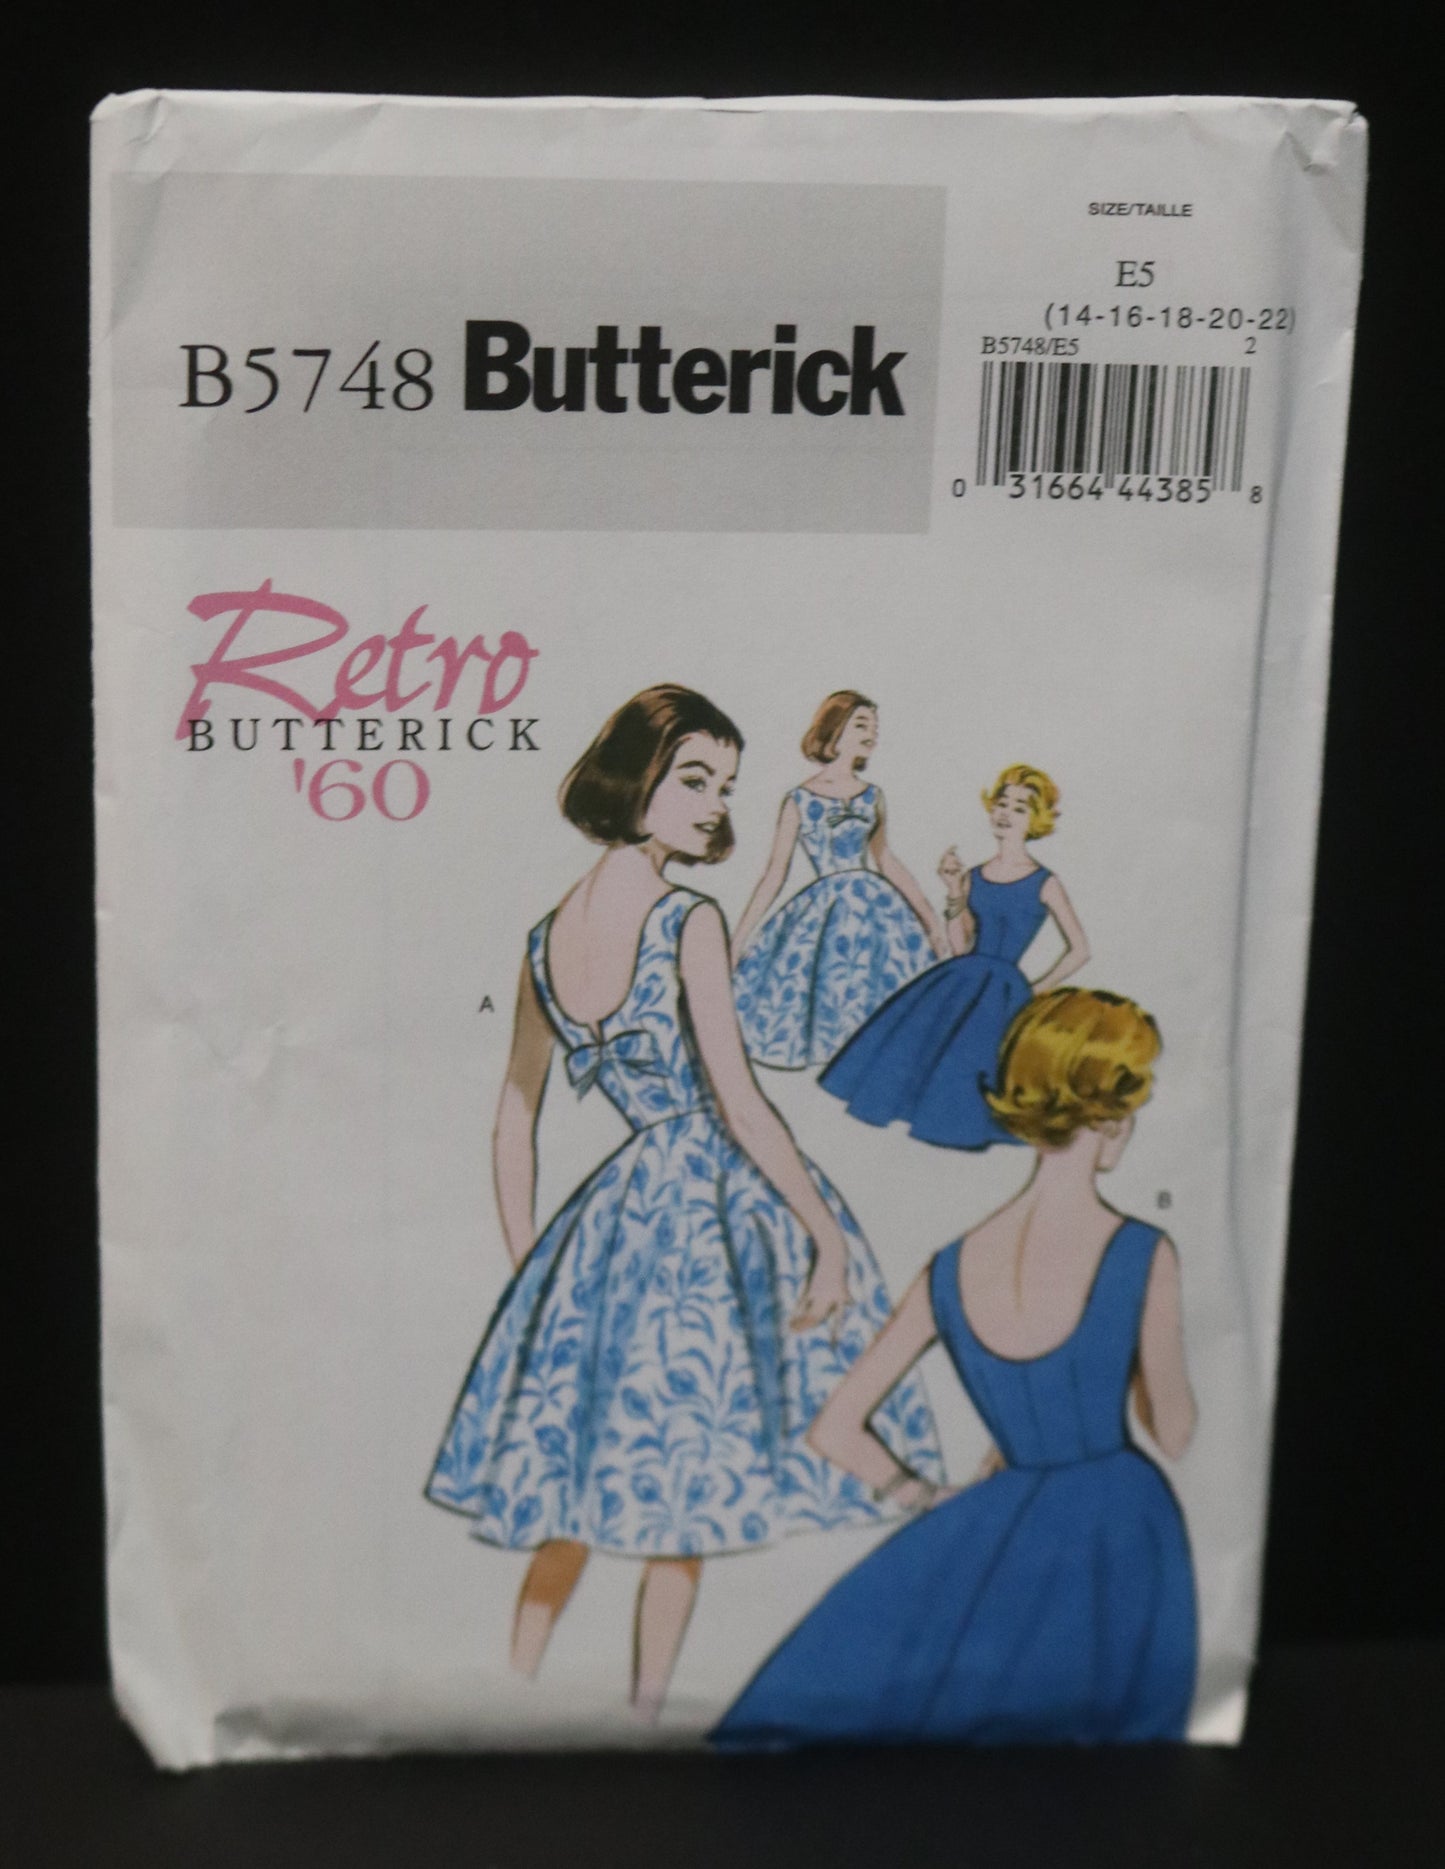 SIZE/TAILLE
E5
(14-16-18-20-22)
B5748 Butterick
B5748/E5 2
0 31664 44385 8
Retro
BUTTERICK
'60
A
B